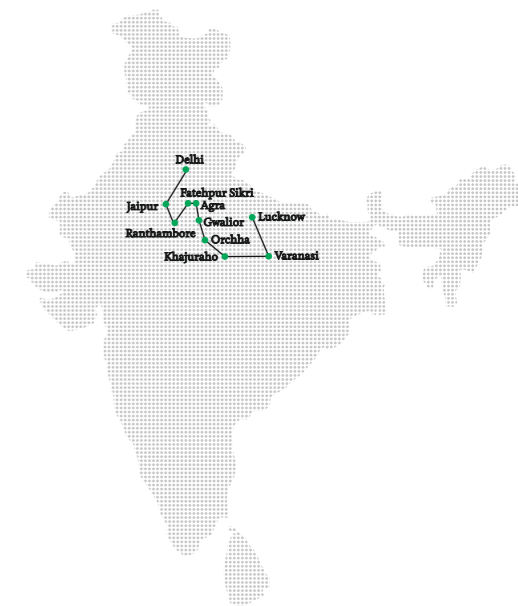 Delhi
Fatehpur Sikri
Jaipur
Agra
Gwalior
Lucknow
Ranthambore
Orchha
Khajuraho
Varanasi